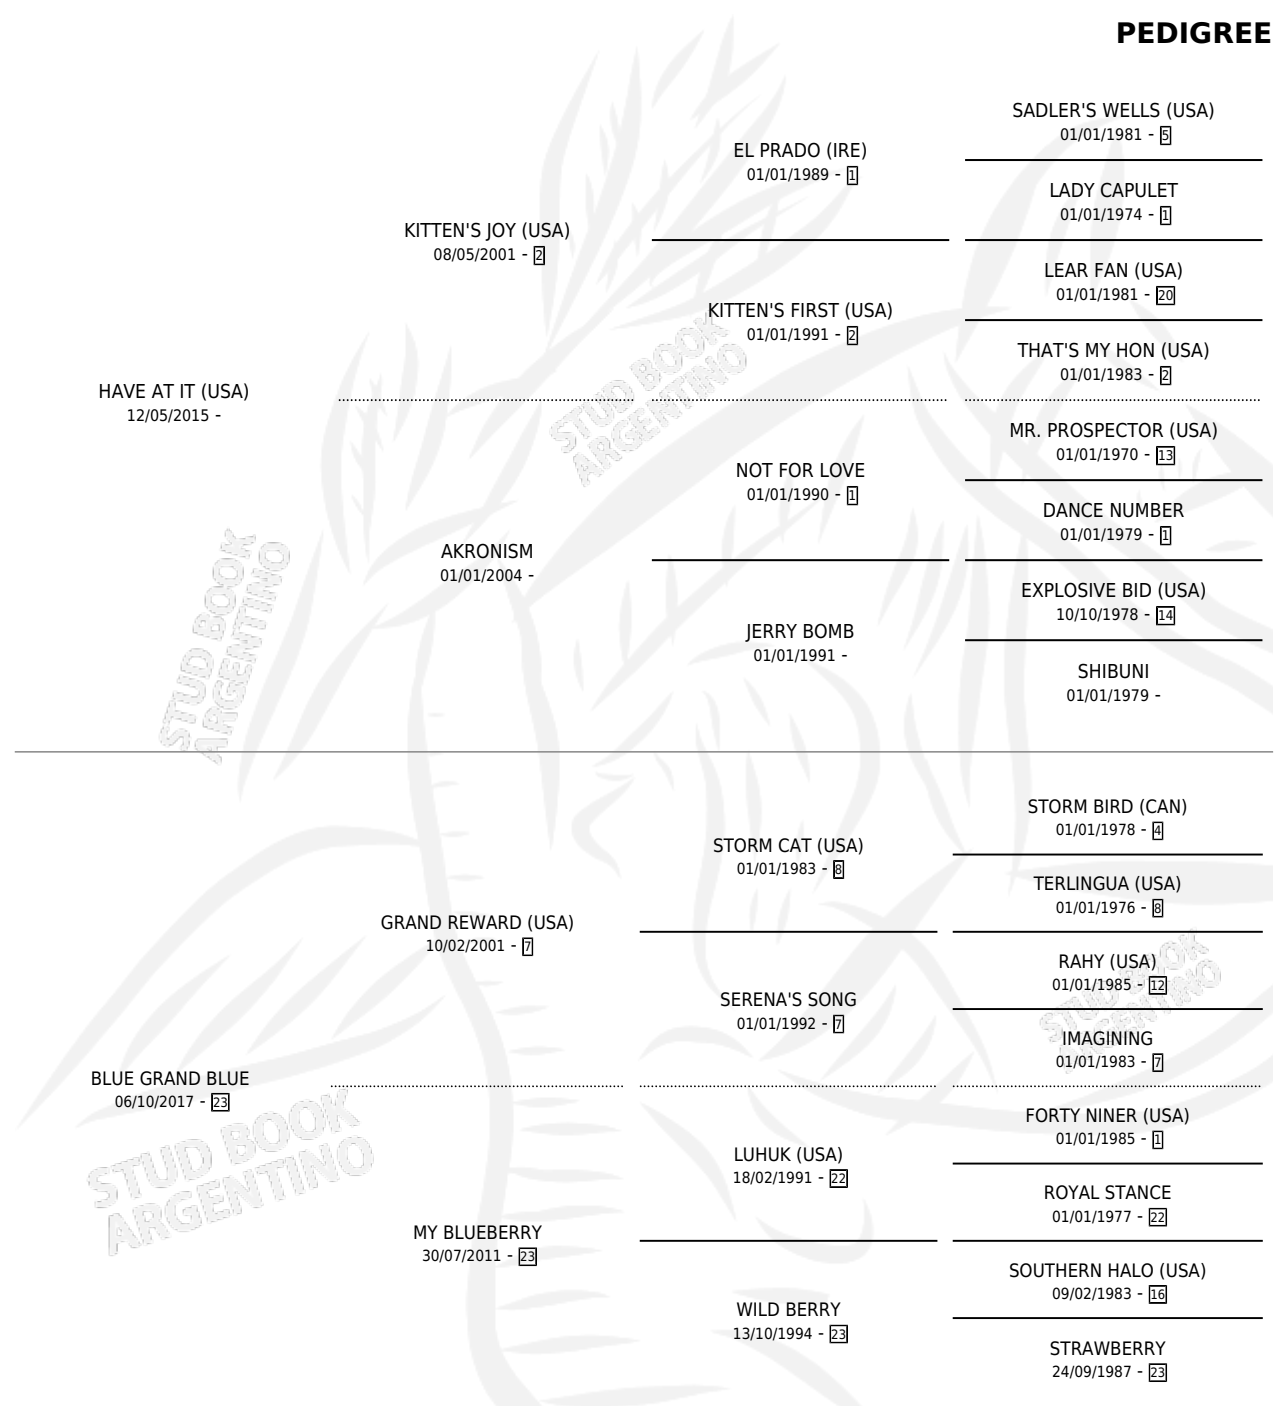 PEDIGREE
SADLER'S WELLS (USA)
01/01/1981 - 5
EL PRADO (IRE)
01/01/1989 - 1
LADY CAPULET
01/01/1974 - 1
KITTEN'S JOY (USA)
08/05/2001 - 2
LEAR FAN (USA)
01/01/1981 - 20
KITTEN'S FIRST (USA)
01/01/1991 - 2
THAT'S MY HON (USA)
01/01/1983 - 2
HAVE AT IT (USA)
12/05/2015 -
MR. PROSPECTOR (USA)
01/01/1970 - 13
NOT FOR LOVE
01/01/1990 - 1
DANCE NUMBER
01/01/1979 - 1
AKRONISM
01/01/2004 -
EXPLOSIVE BID (USA)
10/10/1978 - 14
JERRY BOMB
01/01/1991 -
SHIBUNI
01/01/1979 -
STORM BIRD (CAN)
01/01/1978 - 4
STORM CAT (USA)
01/01/1983 - 8
TERLINGUA (USA)
01/01/1976 - 8
GRAND REWARD (USA)
10/02/2001 - 7
RAHY (USA)
01/01/1985 - 12
SERENA'S SONG
01/01/1992 - 7
IMAGINING
01/01/1983 - 7
BLUE GRAND BLUE
06/10/2017 - 23
FORTY NINER (USA)
01/01/1985 - 1
LUHUK (USA)
18/02/1991 - 22
ROYAL STANCE
01/01/1977 - 22
MY BLUEBERRY
30/07/2011 - 23
SOUTHERN HALO (USA)
09/02/1983 - 16
WILD BERRY
13/10/1994 - 23
STRAWBERRY
24/09/1987 - 23
STUD BOOK
ARGENTINO
STUD BOOK
ARGENTINO
STUD BOOK
ARGENTINO
STUD BOOK
ARGENTINO